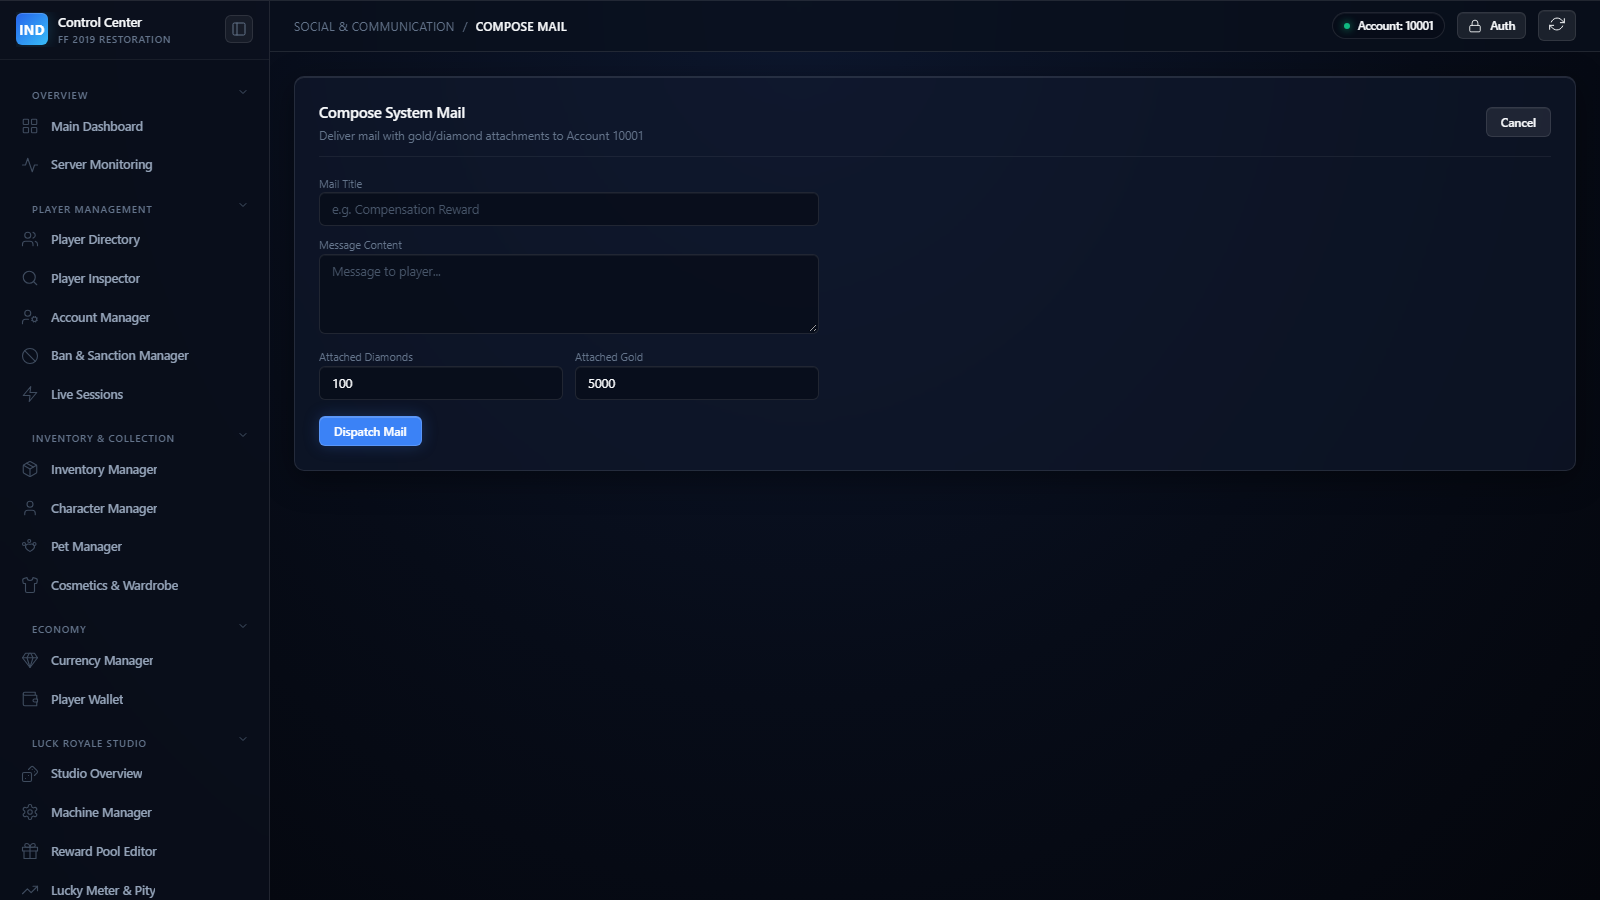 IND
Control Center
FF 2019 RESTORATION
SOCIAL & COMMUNICATION / COMPOSE MAIL
Account: 10001
Auth
OVERVIEW
Main Dashboard
Server Monitoring
PLAYER MANAGEMENT
Player Directory
Player Inspector
Account Manager
Ban & Sanction Manager
Live Sessions
INVENTORY & COLLECTION
Inventory Manager
Character Manager
Pet Manager
Cosmetics & Wardrobe
ECONOMY
Currency Manager
Player Wallet
LUCK ROYALE STUDIO
Studio Overview
Machine Manager
Reward Pool Editor
Lucky Meter & Pity
Compose System Mail
Deliver mail with gold/diamond attachments to Account 10001
Cancel
Mail Title
e.g. Compensation Reward
Message Content
Message to player...
Attached Diamonds
Attached Gold
100
5000
Dispatch Mail